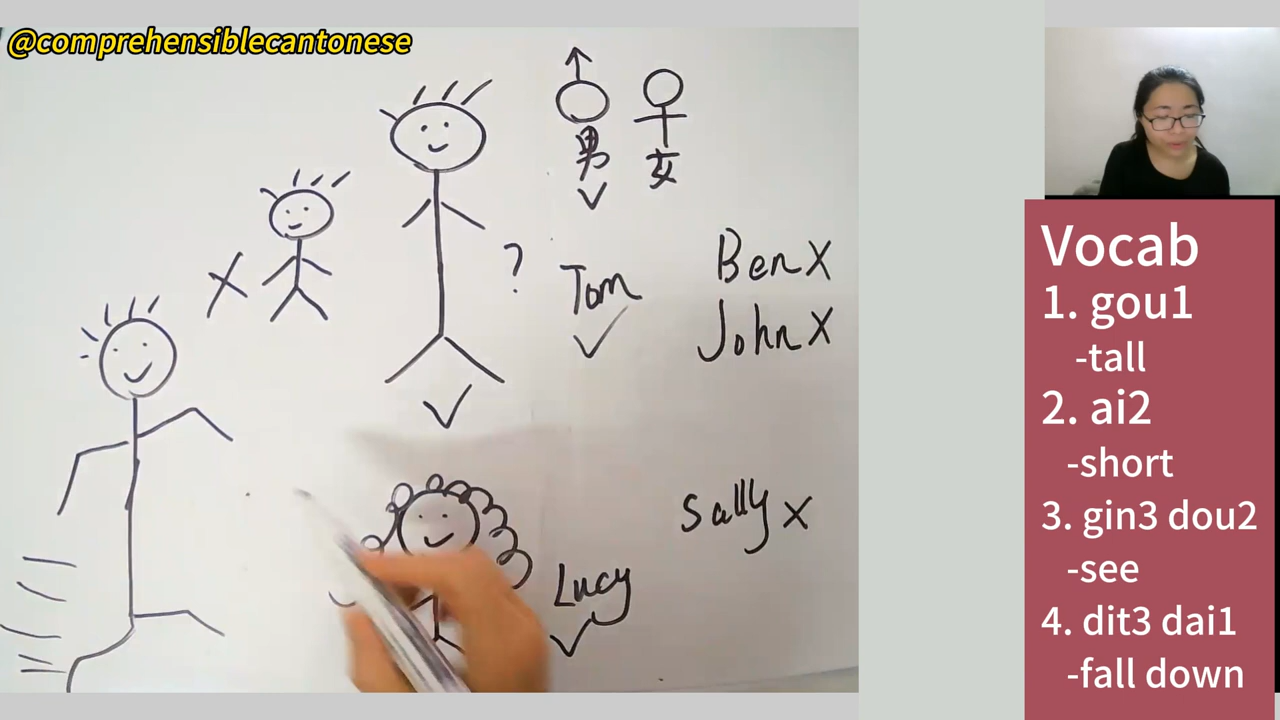 @comprehensiblecantonese
男 女
?
Tom
Ben X
John X
Sally x
Lucy
Vocab
1. gou1
-tall
2. ai2
-short
3. gin3 dou2
-see
4. dit3 dai1
-fall down